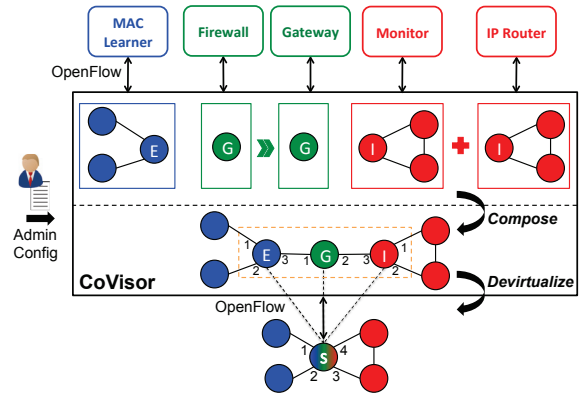 MAC
Learner
Firewall
Gateway
Monitor
IP Router
OpenFlow
E
G
»
G
I
+
I
Compose
Admin
Config
1
E
3
1
G
2
3
I
1
2
2
CoVisor
Devirtualize
OpenFlow
1
S
4
2
3